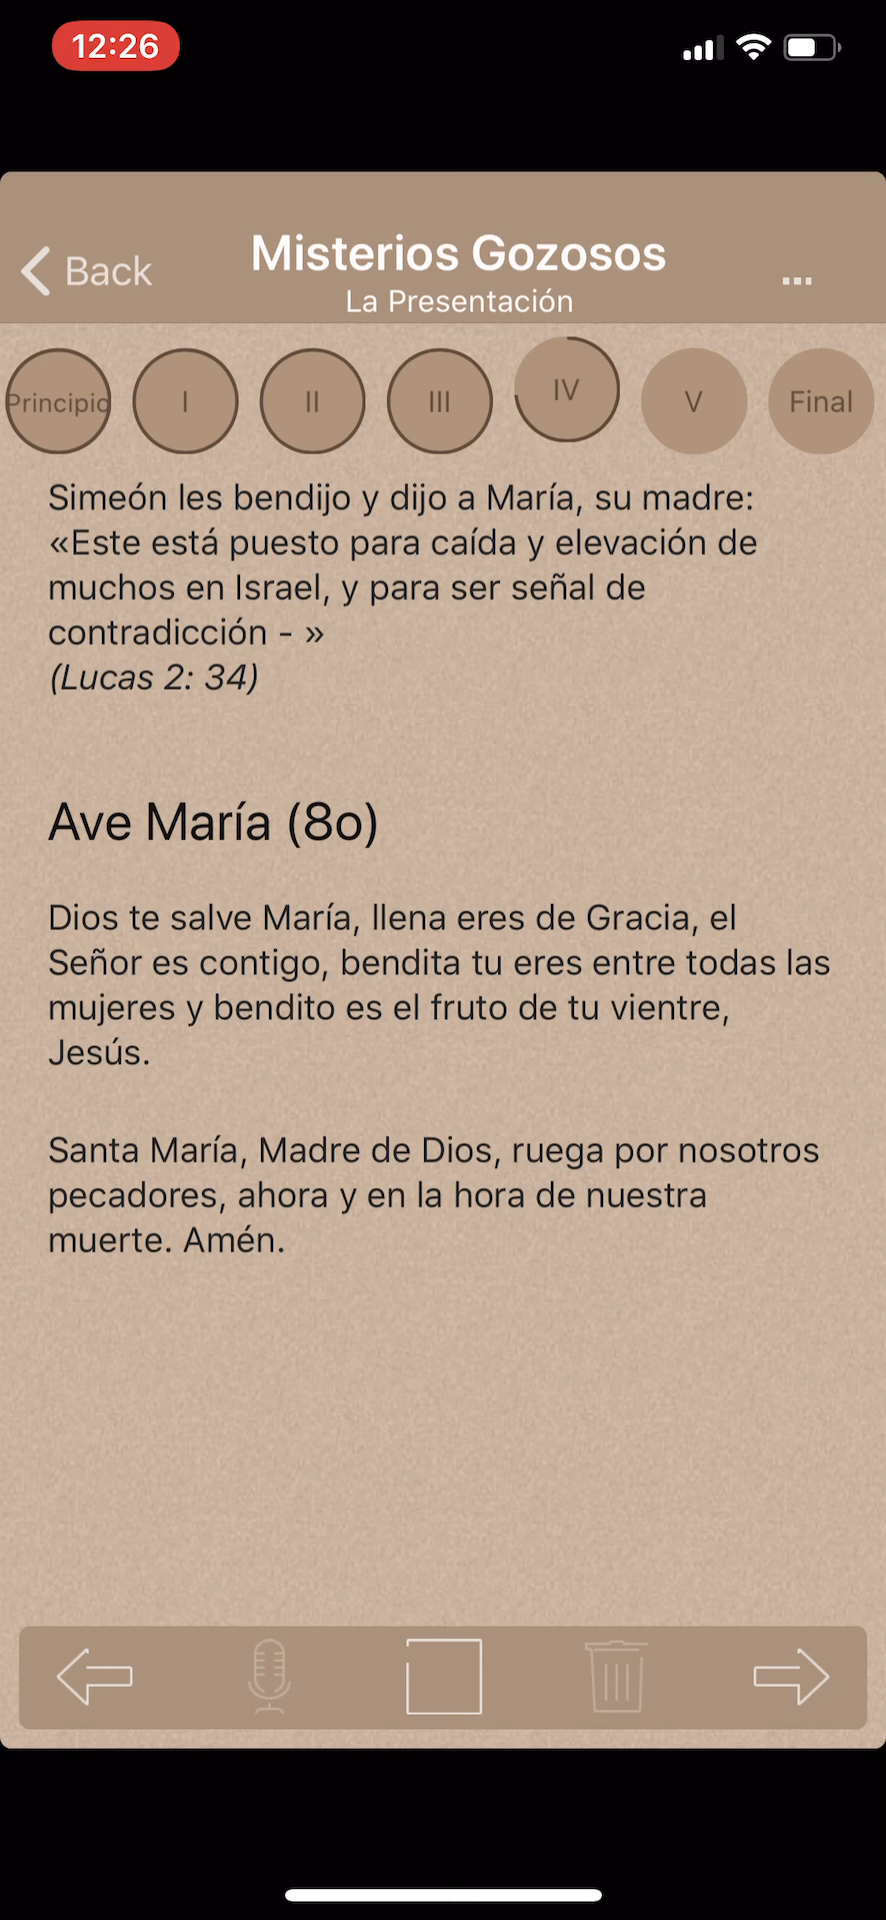 12:26
Back
Misterios Gozosos
...
La Presentación
Principio
I
II
III
IV
V
Final
Simeón les bendijo y dijo a María, su madre:
«Este está puesto para caída y elevación de
muchos en Israel, y para ser señal de
contradicción - »
(Lucas 2: 34)
Ave María (8o)
Dios te salve María, llena eres de Gracia, el
Señor es contigo, bendita tu eres entre todas las
mujeres y bendito es el fruto de tu vientre,
Jesús.
Santa María, Madre de Dios, ruega por nosotros
pecadores, ahora y en la hora de nuestra
muerte. Amén.